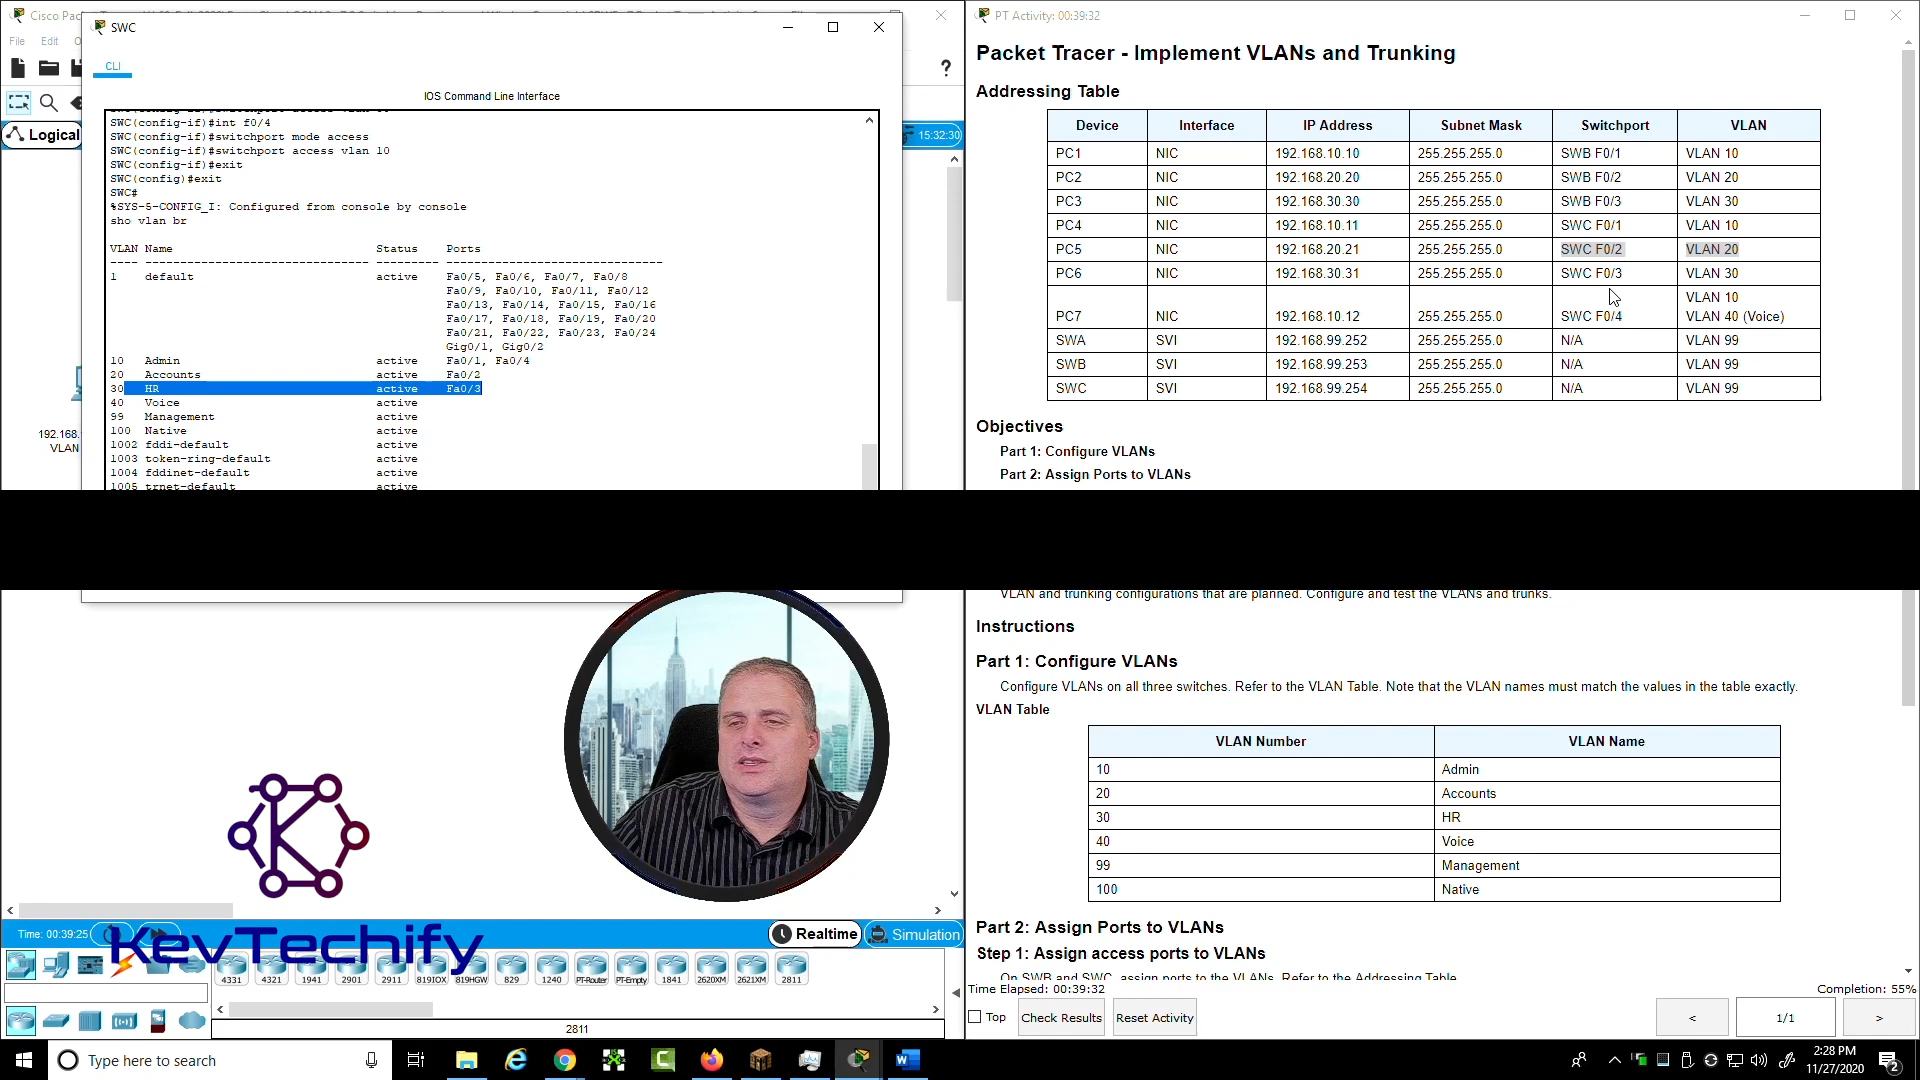 Cisco Pac
File Edit O
SWC
CLI
IOS Command Line Interface
Logical
15:32:30
SWC(config-if)#int f0/4
SWC(config-if)#switchport mode access
SWC(config-if)#switchport access vlan 10
SWC(config-if)#exit
SWC(config)#exit
SWC#
%SYS-5-CONFIG_I: Configured from console by console
sho vlan br
VLAN Name Status Ports
1 default active Fa0/5, Fa0/6, Fa0/7, Fa0/8
Fa0/9, Fa0/10, Fa0/11, Fa0/12
Fa0/13, Fa0/14, Fa0/15, Fa0/16
Fa0/17, Fa0/18, Fa0/19, Fa0/20
Fa0/21, Fa0/22, Fa0/23, Fa0/24
Gig0/1, Gig0/2
10 Admin active Fa0/1, Fa0/4
20 Accounts active Fa0/2
30 HR active Fa0/3
40 Voice active
99 Management active
100 Native active
1002 fddi-default active
1003 token-ring-default active
1004 fddinet-default active
1005 trnet-default active
192.168.
VLAN
KevTechify
Time: 00:39:25
Realtime
Simulation
4331 4321 1941 2901 2911 819IOX 819HGW 829 1240 PT-Router PT-Empty 1841 2620XM 2621XM 2811
2811
PT Activity: 00:39:32
Packet Tracer - Implement VLANs and Trunking
Addressing Table
Device Interface IP Address Subnet Mask Switchport VLAN
PC1 NIC 192.168.10.10 255.255.255.0 SWB F0/1 VLAN 10
PC2 NIC 192.168.20.20 255.255.255.0 SWB F0/2 VLAN 20
PC3 NIC 192.168.30.30 255.255.255.0 SWB F0/3 VLAN 30
PC4 NIC 192.168.10.11 255.255.255.0 SWC F0/1 VLAN 10
PC5 NIC 192.168.20.21 255.255.255.0 SWC F0/2 VLAN 20
PC6 NIC 192.168.30.31 255.255.255.0 SWC F0/3 VLAN 30
VLAN 10
PC7 NIC 192.168.10.12 255.255.255.0 SWC F0/4 VLAN 40 (Voice)
SWA SVI 192.168.99.252 255.255.255.0 N/A VLAN 99
SWB SVI 192.168.99.253 255.255.255.0 N/A VLAN 99
SWC SVI 192.168.99.254 255.255.255.0 N/A VLAN 99
Objectives
Part 1: Configure VLANs
Part 2: Assign Ports to VLANs
VLAN and trunking configurations that are planned. Configure and test the VLANs and trunks.
Instructions
Part 1: Configure VLANs
Configure VLANs on all three switches. Refer to the VLAN Table. Note that the VLAN names must match the values in the table exactly.
VLAN Table
VLAN Number VLAN Name
10 Admin
20 Accounts
30 HR
40 Voice
99 Management
100 Native
Part 2: Assign Ports to VLANs
Step 1: Assign access ports to VLANs
On SWB and SWC, assign ports to the VLANs. Refer to the Addressing Table.
Time Elapsed: 00:39:32 Completion: 55%
Top Check Results Reset Activity < 1/1 >
Type here to search
2:28 PM
11/27/2020
2